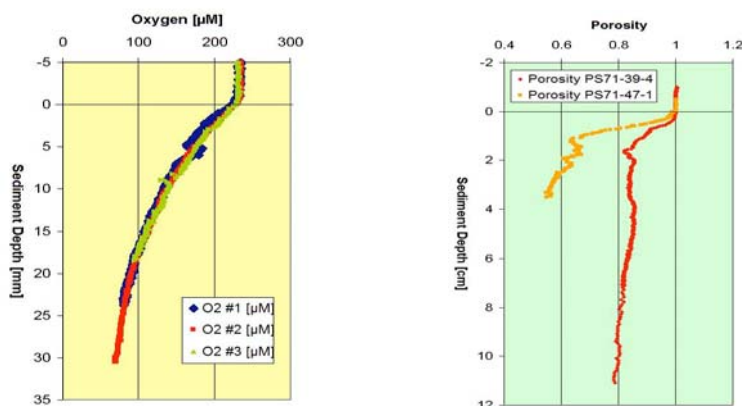 Oxygen [µM]
0 100 200 300
-5
0
5
10
15
20
25
30
35
Sediment Depth [mm]
O2 #1 [µM]
O2 #2 [µM]
O2 #3 [µM]
Porosity
0.4 0.6 0.8 1 1.2
-2
0
2
4
6
8
10
12
Sediment Depth [cm]
Porosity PS71-39-4
Porosity PS71-47-1